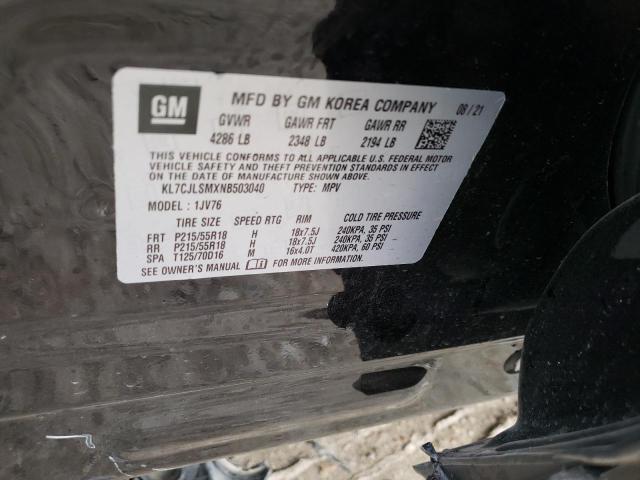 GM
MFD BY GM KOREA COMPANY 08/21
GVWR GAWR FRT GAWR RR
4286 LB 2348 LB 2194 LB
THIS VEHICLE CONFORMS TO ALL APPLICABLE U.S. FEDERAL MOTOR
VEHICLE SAFETY AND THEFT PREVENTION STANDARDS IN EFFECT ON THE
DATE OF MANUFACTURE SHOWN ABOVE.
KL7CJLSMXNB503040 TYPE: MPV
MODEL : 1JV76
TIRE SIZE SPEED RTG RIM COLD TIRE PRESSURE
FRT P215/55R18 H 18x7.5J 240KPA, 35 PSI
RR P215/55R18 H 18x7.5J 240KPA, 35 PSI
SPA T125/70D16 M 16x4.0T 420KPA, 60 PSI
SEE OWNER'S MANUAL FOR MORE INFORMATION.